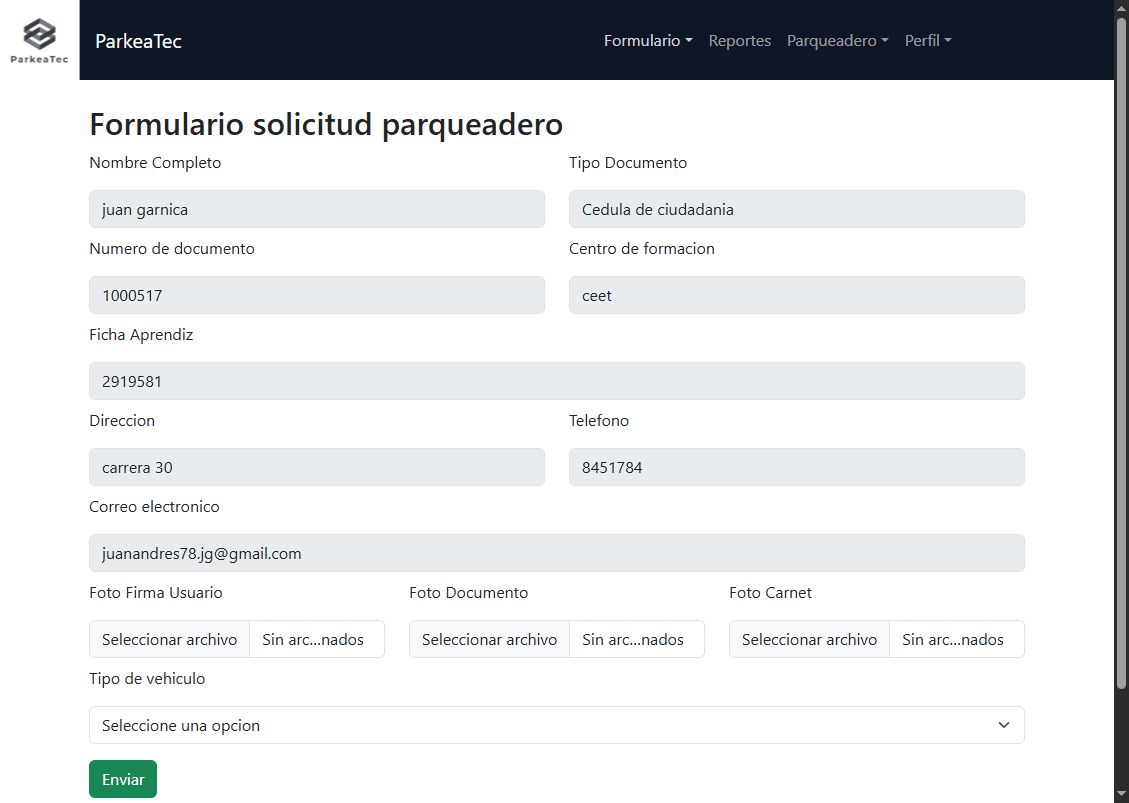 ParkeaTec
ParkeaTec
Formulario Reportes Parqueadero Perfil
Formulario solicitud parqueadero
Nombre Completo Tipo Documento
juan garnica Cedula de ciudadania
Numero de documento Centro de formacion
1000517 ceet
Ficha Aprendiz
2919581
Direccion Telefono
carrera 30 8451784
Correo electronico
juanandres78.jg@gmail.com
Foto Firma Usuario Foto Documento Foto Carnet
Seleccionar archivo Sin arc...nados Seleccionar archivo Sin arc...nados Seleccionar archivo Sin arc...nados
Tipo de vehiculo
Seleccione una opcion
Enviar